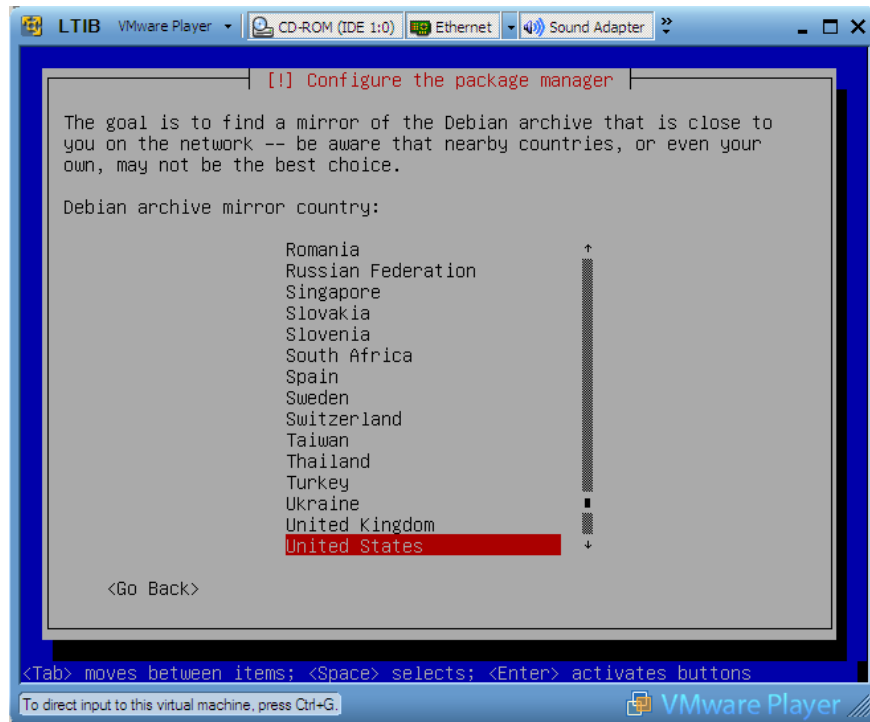 LTIB VMware Player CD-ROM (IDE 1:0) Ethernet Sound Adapter
[!] Configure the package manager
The goal is to find a mirror of the Debian archive that is close to
you on the network -- be aware that nearby countries, or even your
own, may not be the best choice.
Debian archive mirror country:
Romania
Russian Federation
Singapore
Slovakia
Slovenia
South Africa
Spain
Sweden
Switzerland
Taiwan
Thailand
Turkey
Ukraine
United Kingdom
United States
<Go Back>
<Tab> moves between items; <Space> selects; <Enter> activates buttons
To direct input to this virtual machine, press Ctrl+G.
VMware Player